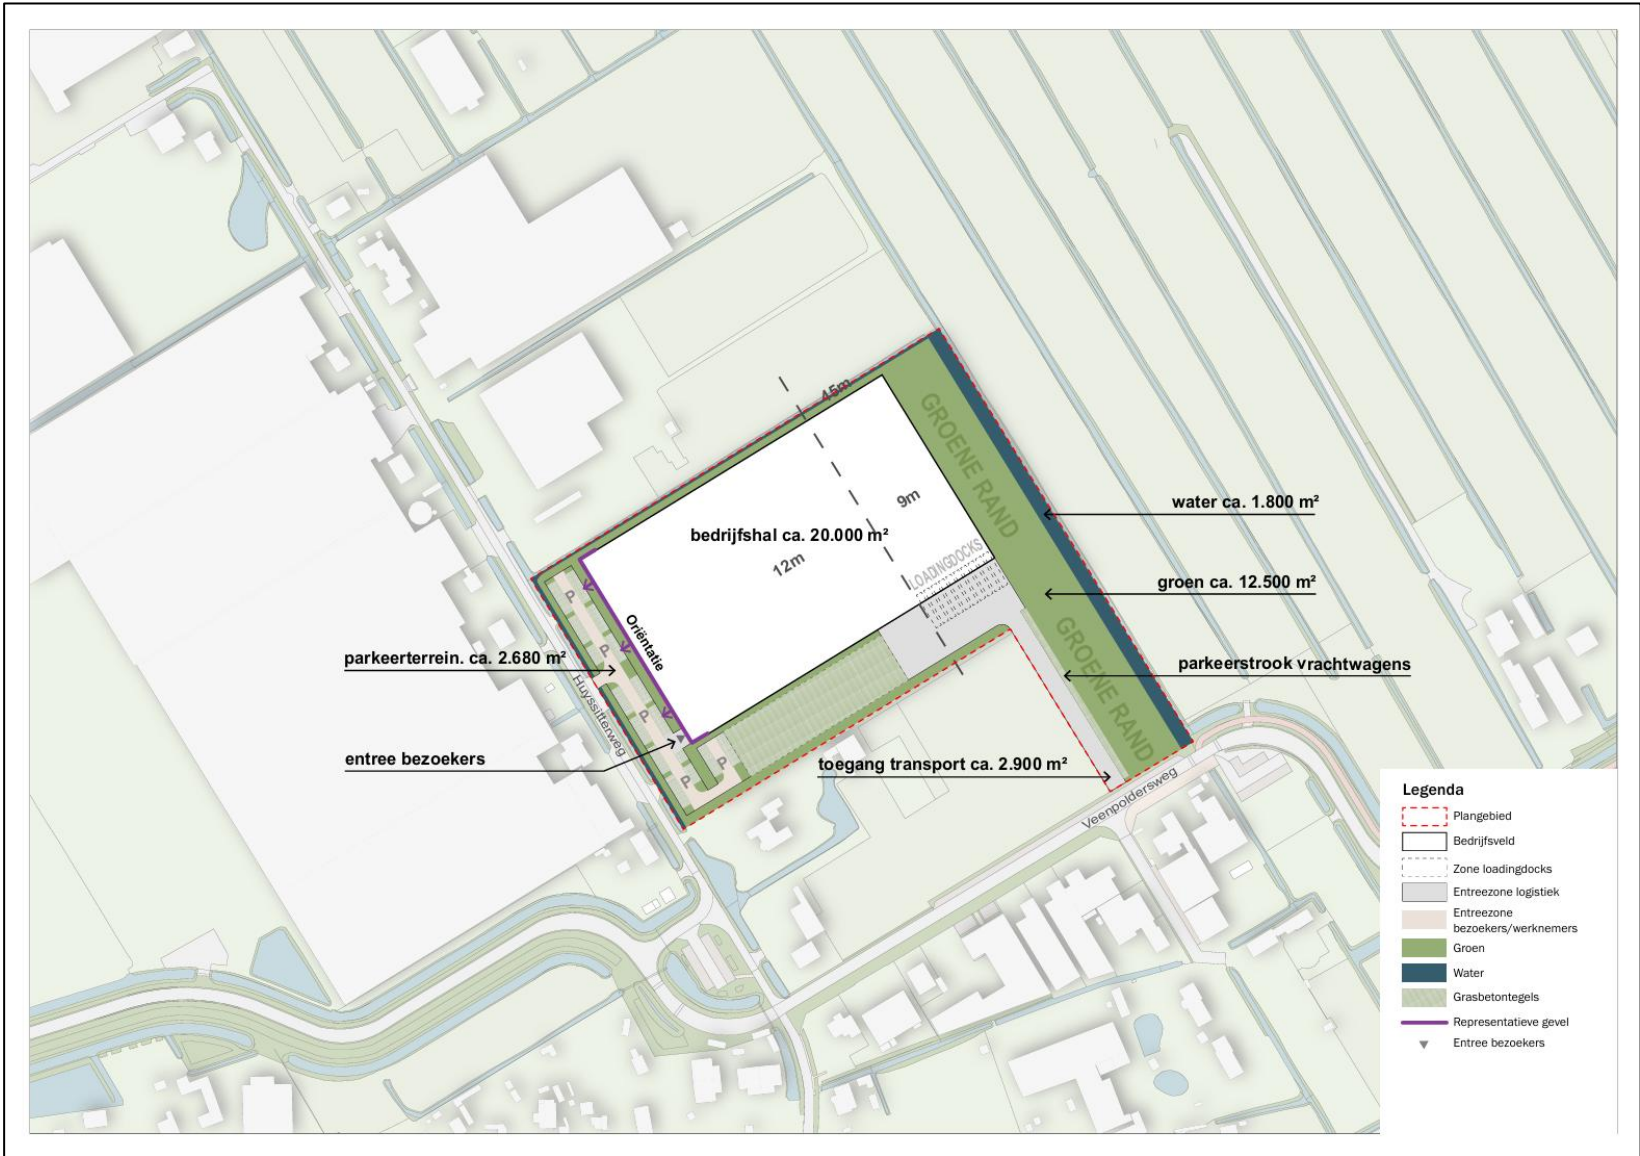 45m
GROENE RAND
9m
water ca. 1.800 m²
bedrijfshal ca. 20.000 m²
LOADINGDOCKS
12m
groen ca. 12.500 m²
P
Oriëntatie
P
GROENE RAND
parkeerterrein. ca. 2.680 m²
parkeerstrook vrachtwagens
Huyssitterweg
P
entree bezoekers
P
P
toegang transport ca. 2.900 m²
Veenpoldersweg
Legenda
Plangebied
Bedrijfsveld
Zone loadingdocks
Entreezone logistiek
Entreezone
bezoekers/werknemers
Groen
Water
Grasbetontegels
Representatieve gevel
Entree bezoekers